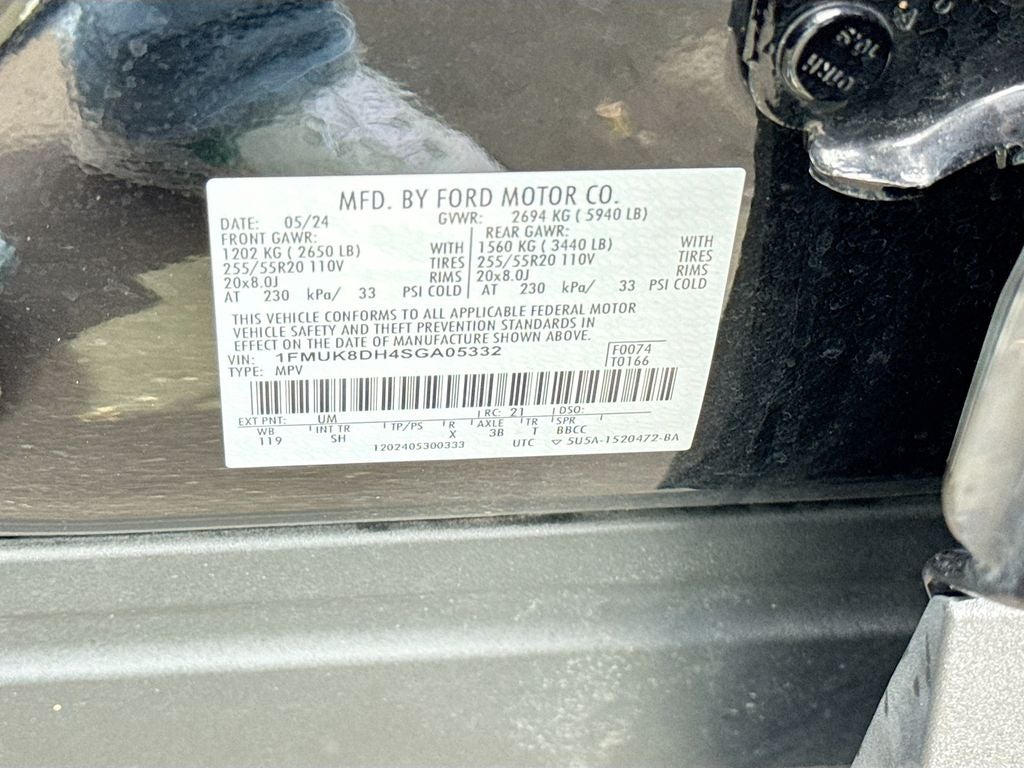 MFD. BY FORD MOTOR CO.
DATE: 05/24 GVWR: 2694 KG ( 5940 LB)
FRONT GAWR: REAR GAWR:
1202 KG ( 2650 LB) WITH 1560 KG ( 3440 LB) WITH
255/55R20 110V TIRES 255/55R20 110V TIRES
20x8.0J RIMS 20x8.0J RIMS
AT 230 kPa/ 33 PSI COLD AT 230 kPa/ 33 PSI COLD
THIS VEHICLE CONFORMS TO ALL APPLICABLE FEDERAL MOTOR
VEHICLE SAFETY AND THEFT PREVENTION STANDARDS IN
EFFECT ON THE DATE OF MANUFACTURE SHOWN ABOVE.
VIN: 1FMUK8DH4SGA05332 F0074
TYPE: MPV T0166
EXT PNT: UM RC: 21 DSO:
WB INT TR TP/PS R AXLE TR SPR
119 SH X 3B T BBCC
1202405300333 UTC 5U5A-1520472-BA
10.9